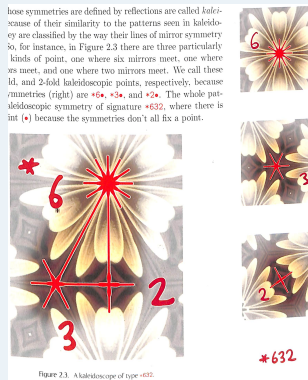 hose symmetries are defined by reflections are called kalei-
ecause of their similarity to the patterns seen in kaleido-
ey are classified by the way their lines of mirror symmetry
So, for instance, in Figure 2.3 there are three particularly
kinds of point, one where six mirrors meet, one where
ors meet, and one where two mirrors meet. We call these
ld, and 2-fold kaleidoscopic points, respectively, because
ymmetries (right) are *6•, *3•, and *2•. The whole pat-
aleidoscopic symmetry of signature *632, where there is
int (•) because the symmetries don't all fix a point.
*
6
2
3
Figure 2.3. A kaleidoscope of type *632.
6
3
2
*632